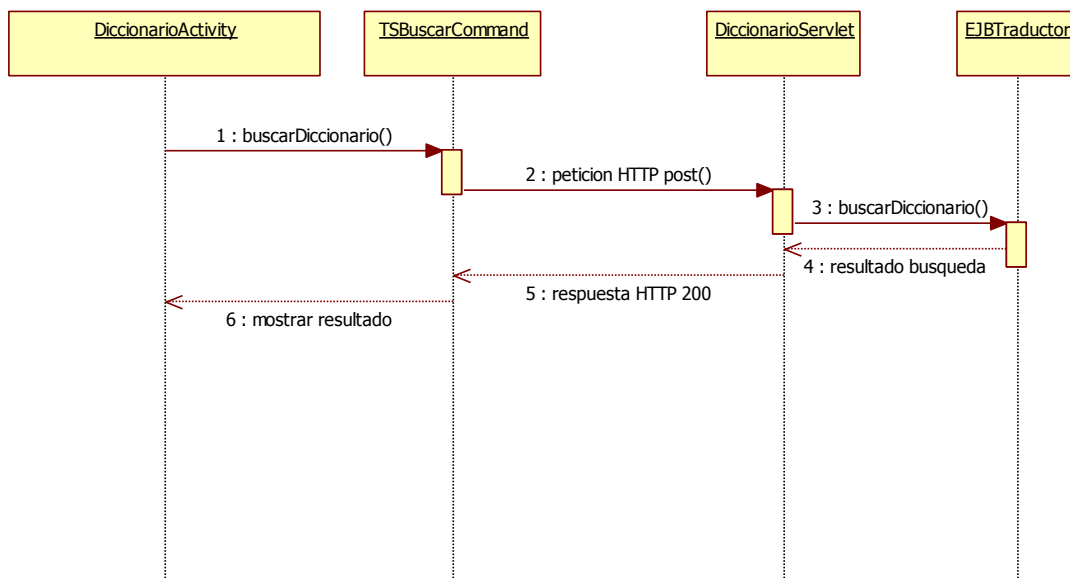 DiccionarioActivity
TSBuscarCommand
DiccionarioServlet
EJBTraductor
1 : buscarDiccionario()
2 : peticion HTTP post()
3 : buscarDiccionario()
4 : resultado busqueda
5 : respuesta HTTP 200
6 : mostrar resultado